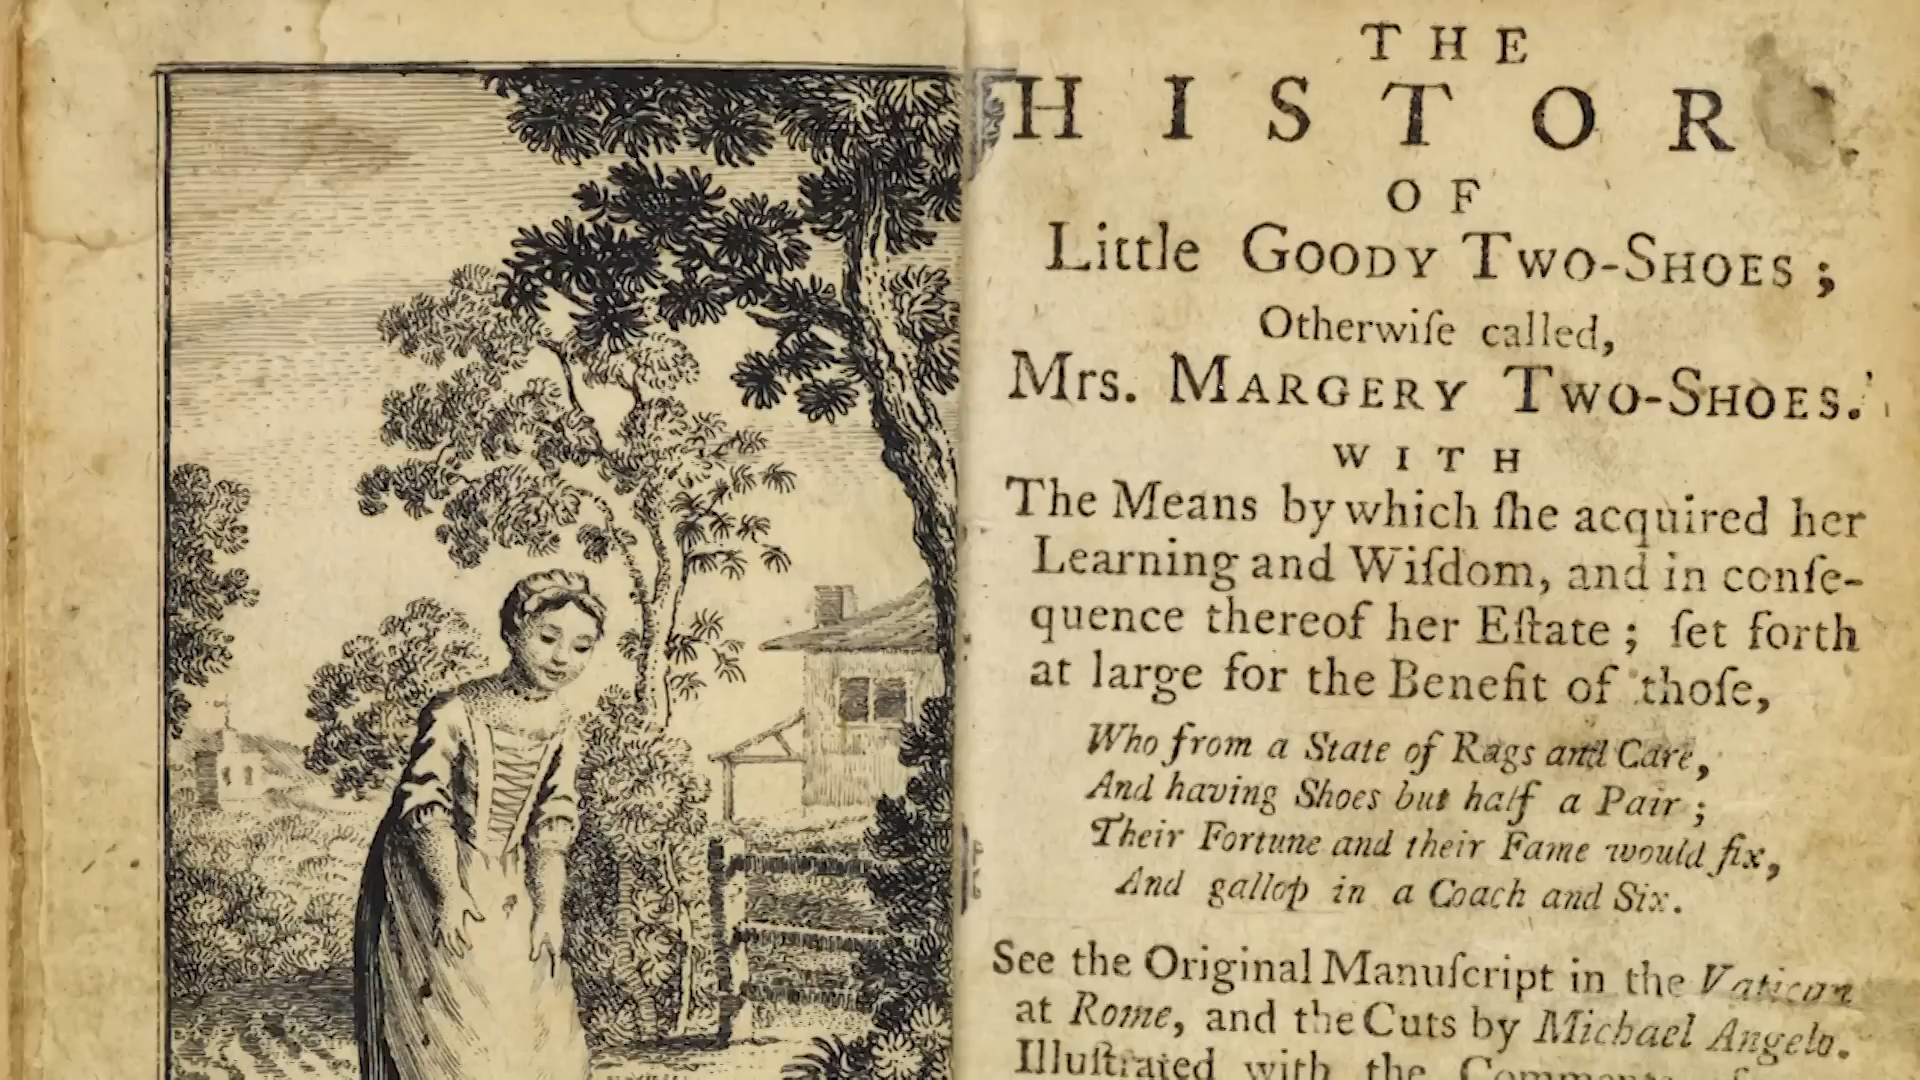 THE
HISTOR
OF
Little GOODY TWO-SHOES;
Otherwiſe called,
Mrs. MARGERY TWO-SHOES.
WITH
The Means by which ſhe acquired her
Learning and Wiſdom, and in conſe-
quence thereof her Eſtate; ſet forth
at large for the Benefit of thoſe,
Who from a State of Rags and Care,
And having Shoes but half a Pair;
Their Fortune and their Fame would fix,
And gallop in a Coach and Six.
See the Original Manuſcript in the Vatican
at Rome, and the Cuts by Michael Angelo.
Illuſtrated with the